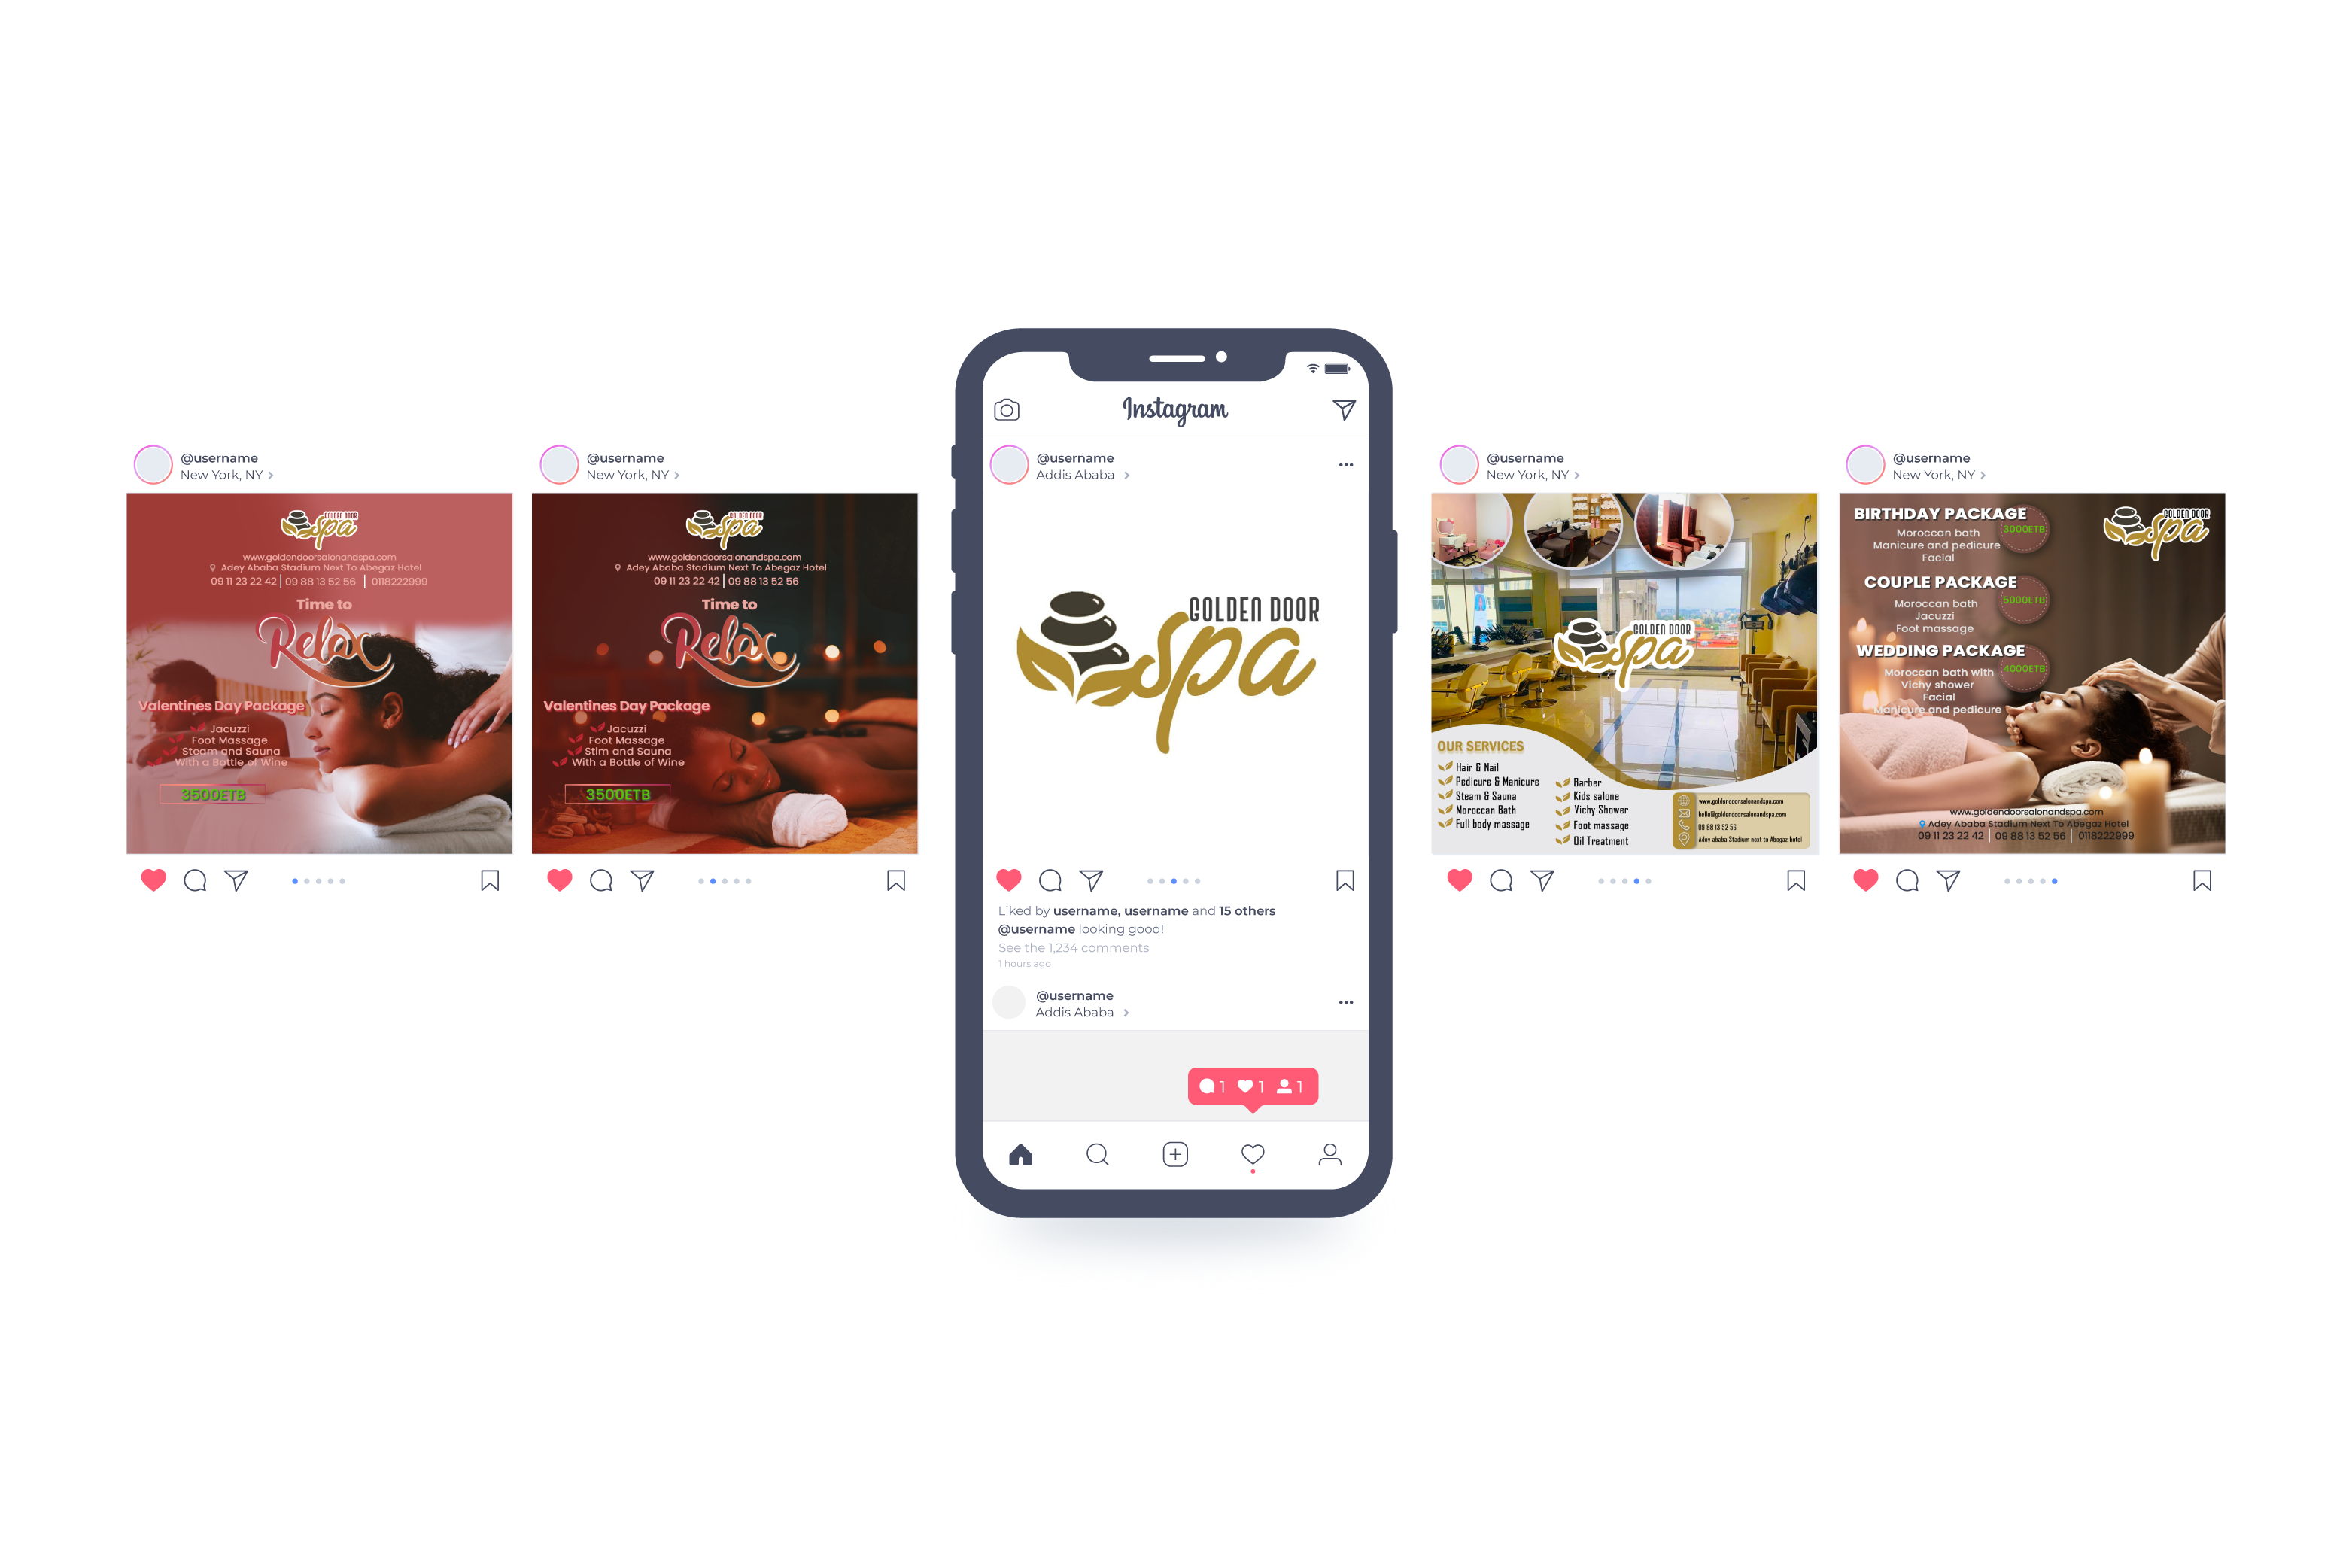 @username
New York, NY
GOLDEN DOOR
spa
www.goldendoorsalonandspa.com
Adey Ababa Stadium Next To Abegaz Hotel
09 11 23 22 42 | 09 88 13 52 56 | 0118222999
Time to
Relax
Valentines Day Package
Jacuzzi
Foot Massage
Steam and Sauna
With a Bottle of Wine
3500ETB
@username
New York, NY
GOLDEN DOOR
spa
www.goldendoorsalonandspa.com
Adey Ababa Stadium Next To Abegaz Hotel
09 11 23 22 42 | 09 88 13 52 56
Time to
Relax
Valentines Day Package
Jacuzzi
Foot Massage
Stim and Sauna
With a Bottle of Wine
3500ETB
Instagram
@username
Addis Ababa
GOLDEN DOOR
spa
Liked by username, username and 15 others
@username looking good!
See the 1,234 comments
1 hours ago
@username
Addis Ababa
1 1 1
@username
New York, NY
GOLDEN DOOR
spa
OUR SERVICES
Hair & Nail
Pedicure & Manicure
Steam & Sauna
Moroccan Bath
Full body massage
Barber
Kids salone
Vichy Shower
Foot massage
Oil Treatment
www.goldendoorsalonandspa.com
hello@goldendoorsalonandspa.com
09 88 13 52 56
Adey ababa Stadium next to Abegaz hotel
@username
New York, NY
GOLDEN DOOR
spa
BIRTHDAY PACKAGE
3000ETB
Moroccan bath
Manicure and pedicure
Facial
COUPLE PACKAGE
5000ETB
Moroccan bath
Jacuzzi
Foot massage
WEDDING PACKAGE
4000ETB
Moroccan bath with
Vichy shower
Facial
Manicure and pedicure
www.goldendoorsalonandspa.com
Adey Ababa Stadium Next To Abegaz Hotel
09 11 23 22 42 | 09 88 13 52 56 | 0118222999